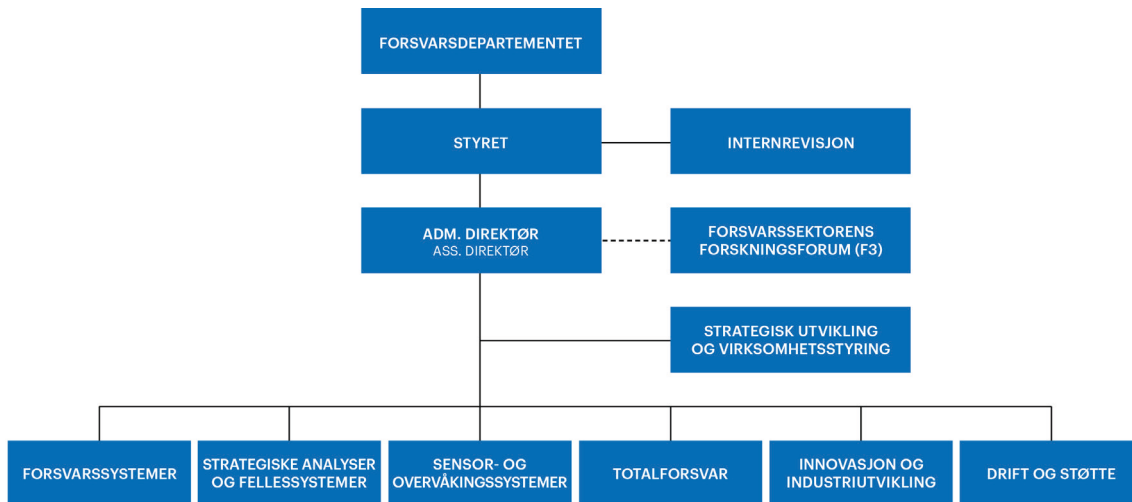 FORSVARSDEPARTEMENTET
STYRET
INTERNREVISJON
ADM. DIREKTØR
ASS. DIREKTØR
FORSVARSSEKTORENS
FORSKNINGSFORUM (F3)
STRATEGISK UTVIKLING
OG VIRKSOMHETSSTYRING
FORSVARSSYSTEMER
STRATEGISKE ANALYSER
OG FELLESSYSTEMER
SENSOR- OG
OVERVÅKINGSSYSTEMER
TOTALFORSVAR
INNOVASJON OG
INDUSTRIUTVIKLING
DRIFT OG STØTTE